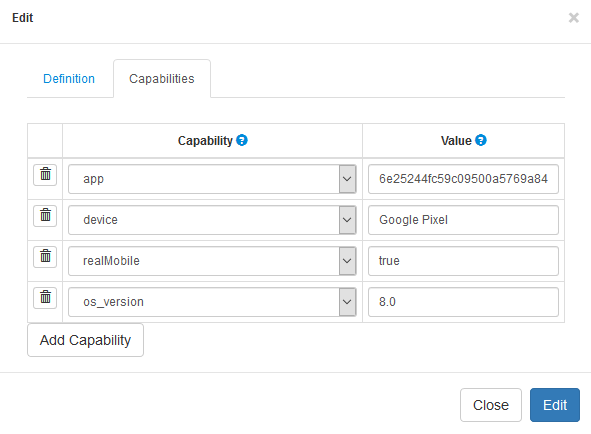 Edit
Definition Capabilities
Capability Value
app 6e25244fc59c09500a5769a84
device Google Pixel
realMobile true
os_version 8.0
Add Capability
Close Edit